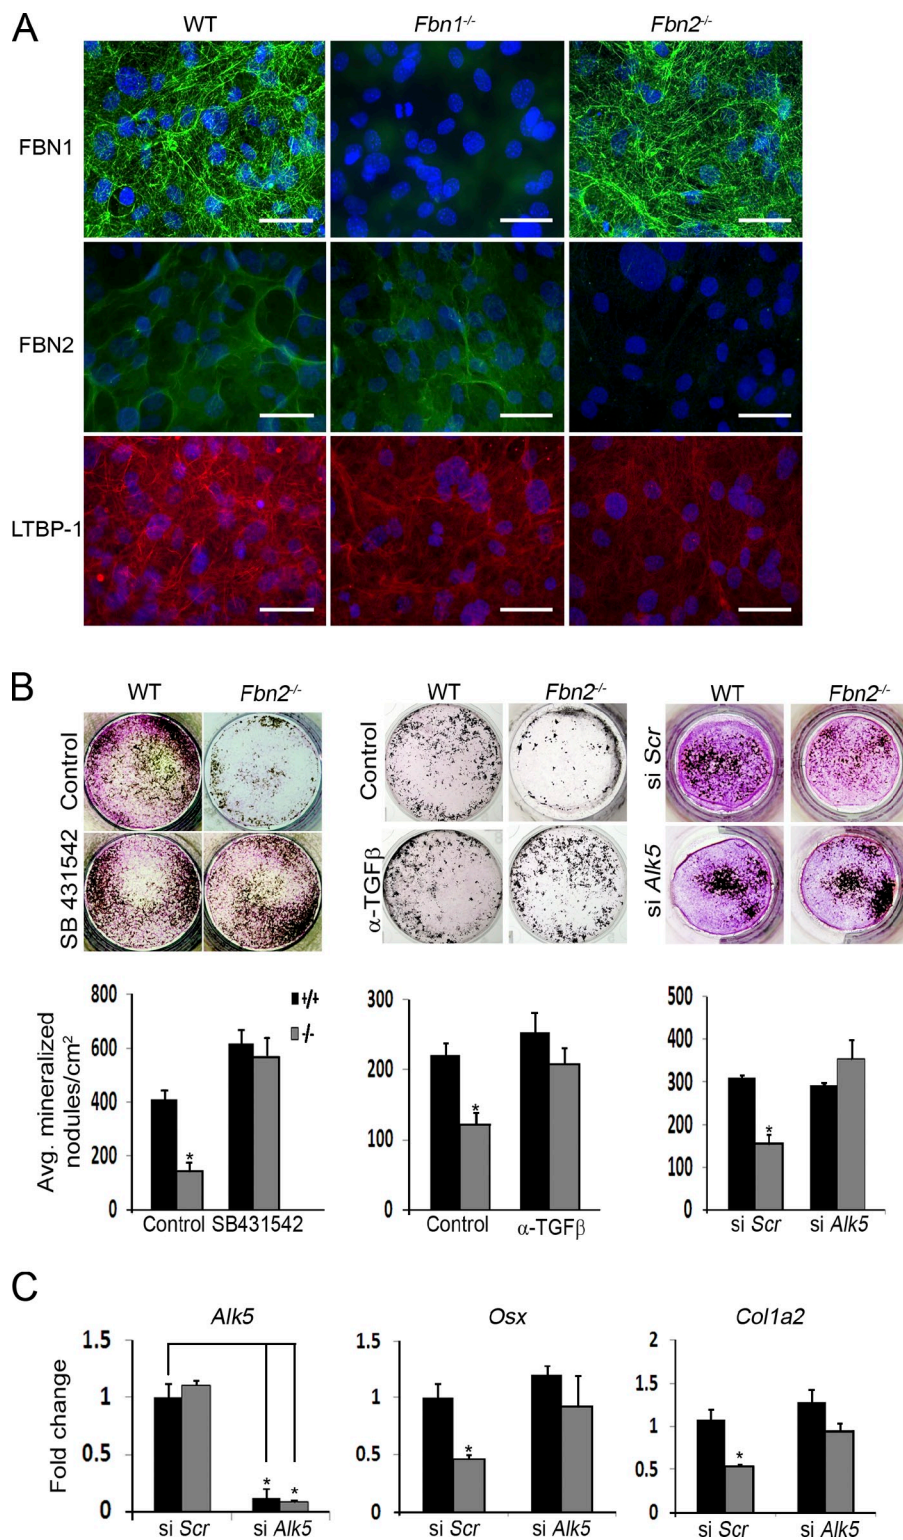 A
WT Fbn1-/- Fbn2-/-
FBN1
FBN2
LTBP-1
B
WT Fbn2-/- WT Fbn2-/- WT Fbn2-/-
Control Control si Scr
SB 431542 α-TGFβ si Alk5
Avg. mineralized
nodules/cm2
800 600 400 200 0
+/+
-/-
*
Control SB431542
300 200 100 0
*
Control α-TGFβ
500 400 300 200 100 0
*
si Scr si Alk5
C
Alk5 Osx Col1a2
Fold change
1.5 1 0.5 0
* *
si Scr si Alk5
1.5 1 0.5 0
*
si Scr si Alk5
2 1.5 1 0.5 0
*
si Scr si Alk5